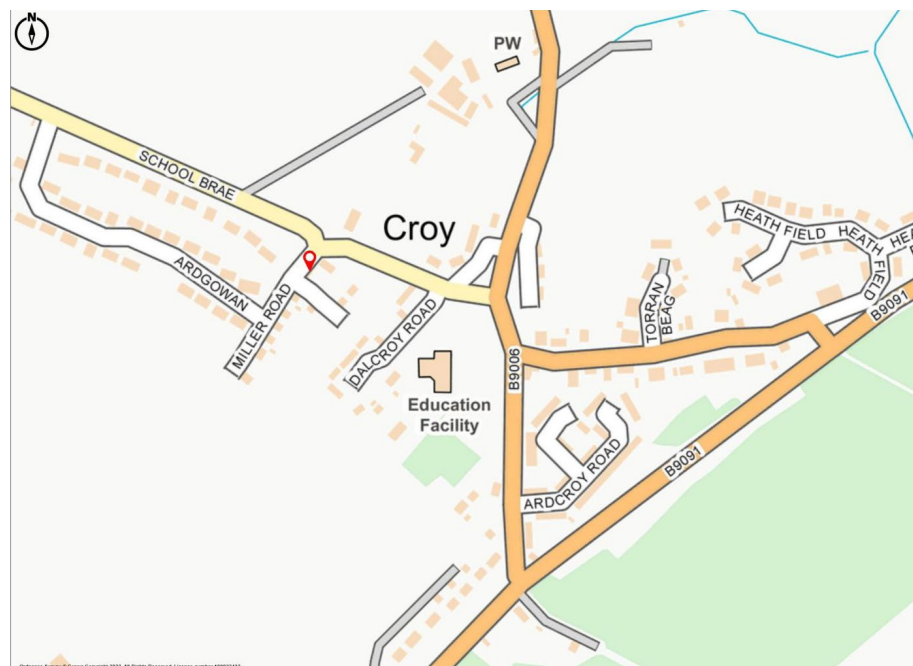 N
PW
SCHOOL BRAE
Croy
HEATH FIELD
HEATH FIELD
HEA
ARDGOWAN
MILLER ROAD
DALCROY ROAD
TORRAN
BEAG
B9091
B9006
Education
Facility
ARDCROY ROAD
B9091